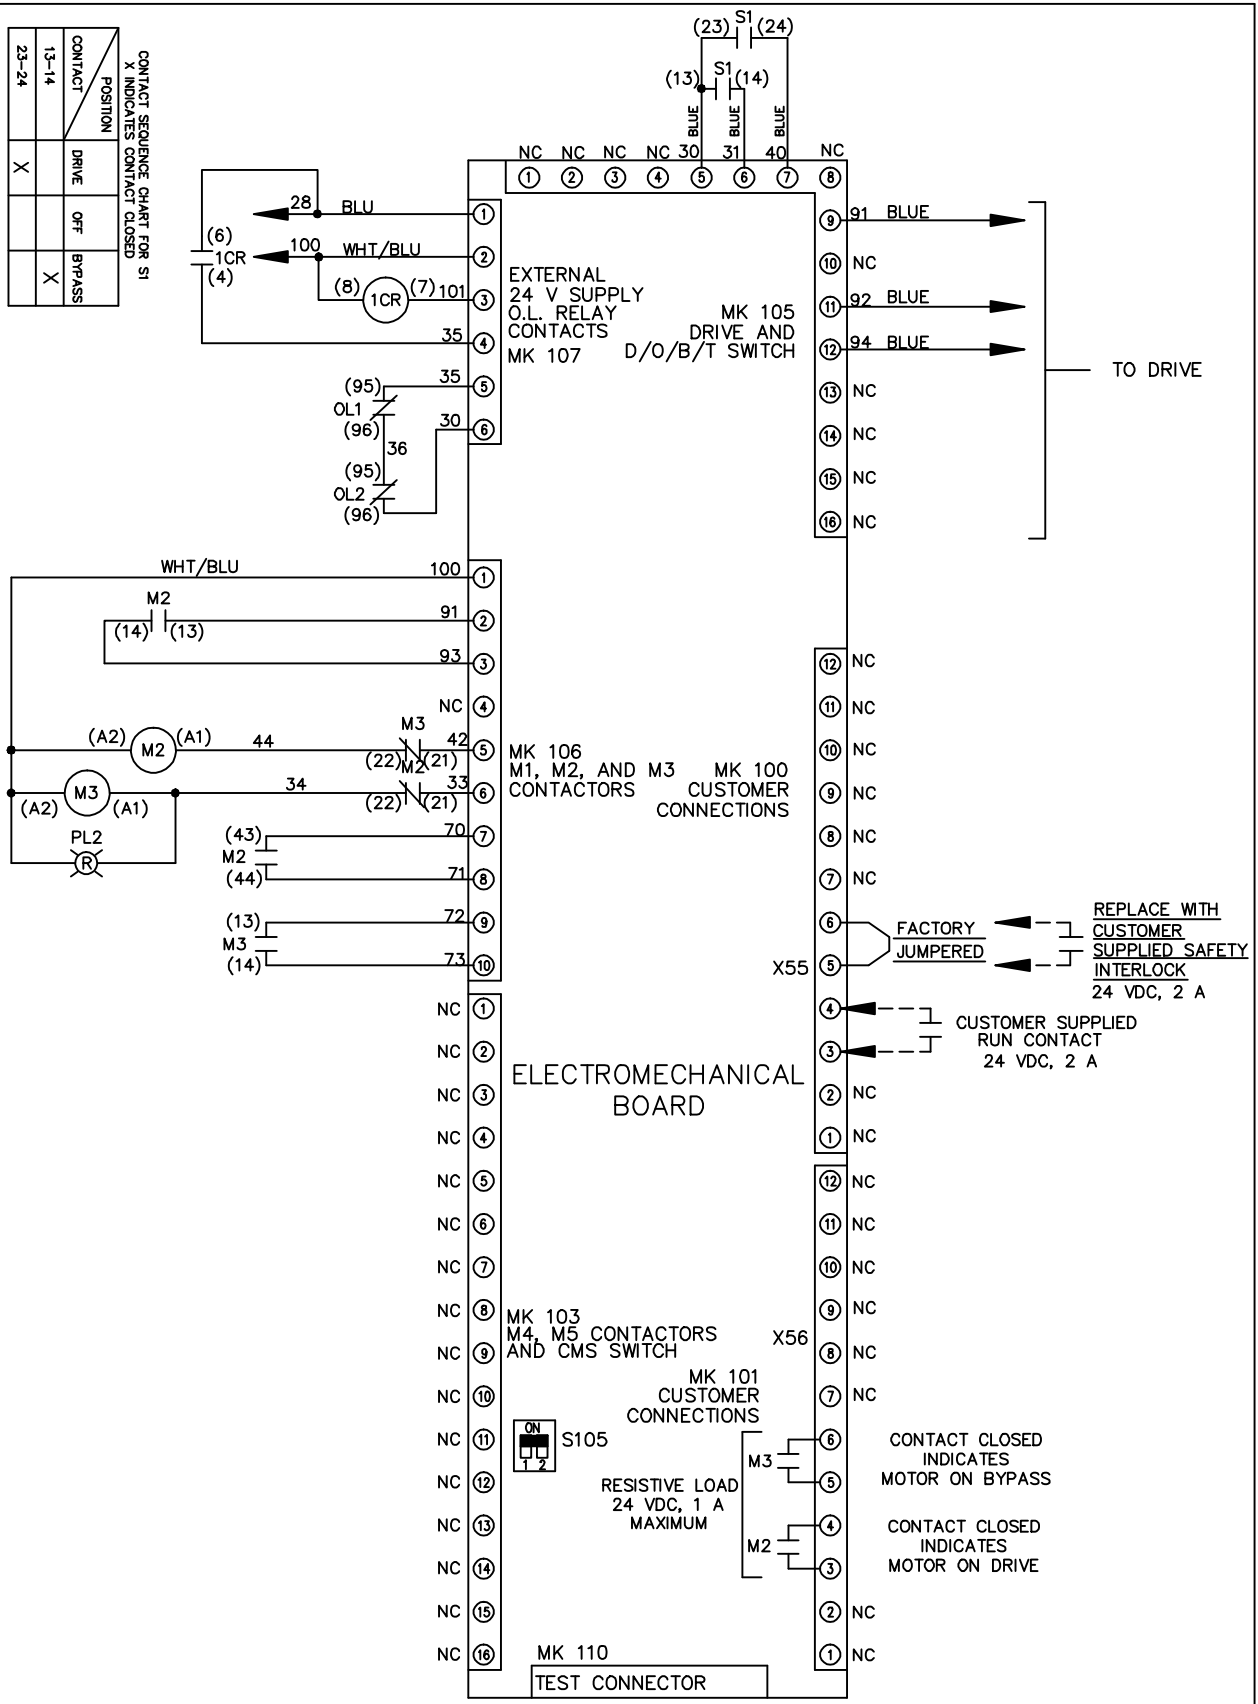 CONTACT SEQUENCE CHART FOR S1
X INDICATES CONTACT CLOSED
POSITION
CONTACT
DRIVE
OFF
BYPASS
13-14
X
23-24
X
(23)
S1
(24)
(13)
S1
(14)
BLUE
BLUE
BLUE
NC
NC
NC
NC
30
31
40
NC
1
2
3
4
5
6
7
8
28
BLU
1
100
WHT/BLU
2
(6)
1CR
(4)
(8)
1CR
(7)
101
3
35
4
(95)
35
5
OL1
(96)
30
6
36
(95)
OL2
(96)
EXTERNAL
24 V SUPPLY
O.L. RELAY
CONTACTS
MK 107
MK 105
DRIVE AND
D/O/B/T SWITCH
9
91
BLUE
10
NC
11
92
BLUE
12
94
BLUE
13
NC
14
NC
15
NC
16
NC
TO DRIVE
WHT/BLU
100
1
M2
(14)
(13)
91
2
93
3
NC
4
(A2)
M2
(A1)
44
M3
(22)
(21)
42
5
(A2)
M3
(A1)
34
M2
(22)
(21)
33
6
PL2
R
(43)
M2
(44)
70
7
71
8
(13)
M3
(14)
72
9
73
10
MK 106
M1, M2, AND M3
CONTACTORS
MK 100
CUSTOMER
CONNECTIONS
12
NC
11
NC
10
NC
9
NC
8
NC
7
NC
6
X55
5
FACTORY
JUMPERED
REPLACE WITH
CUSTOMER
SUPPLIED SAFETY
INTERLOCK
24 VDC, 2 A
4
3
CUSTOMER SUPPLIED
RUN CONTACT
24 VDC, 2 A
2
NC
1
NC
ELECTROMECHANICAL
BOARD
NC
1
NC
2
NC
3
NC
4
NC
5
NC
6
NC
7
NC
8
NC
9
NC
10
NC
11
NC
12
NC
13
NC
14
NC
15
NC
16
MK 103
M4, M5 CONTACTORS
AND CMS SWITCH
ON
1 2
S105
12
NC
11
NC
10
NC
9
NC
X56
8
NC
7
NC
MK 101
CUSTOMER
CONNECTIONS
RESISTIVE LOAD
24 VDC, 1 A
MAXIMUM
M3
6
5
CONTACT CLOSED
INDICATES
MOTOR ON BYPASS
M2
4
3
CONTACT CLOSED
INDICATES
MOTOR ON DRIVE
2
NC
1
NC
MK 110
TEST CONNECTOR